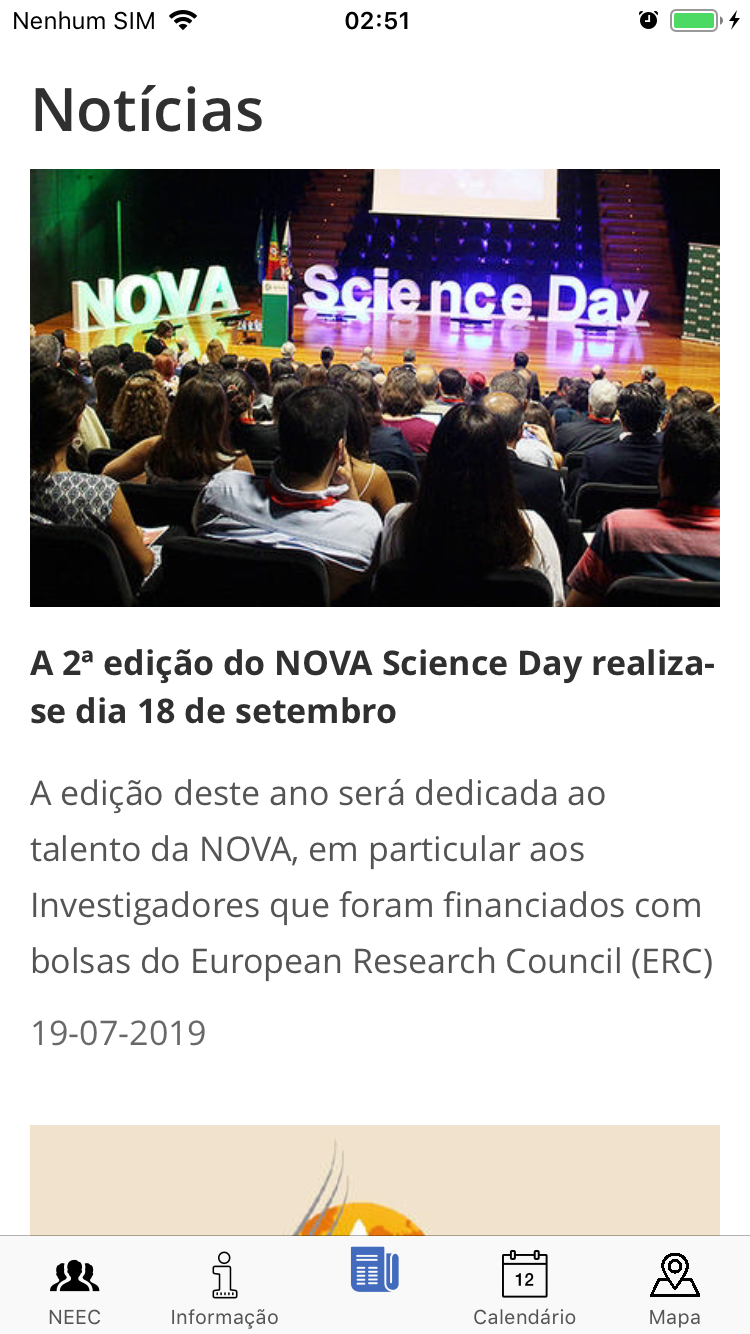 Nenhum SIM 02:51
Notícias
NOVA Science Day
A 2ª edição do NOVA Science Day realiza-
se dia 18 de setembro
A edição deste ano será dedicada ao
talento da NOVA, em particular aos
Investigadores que foram financiados com
bolsas do European Research Council (ERC)
19-07-2019
12
NEEC Informação Calendário Mapa